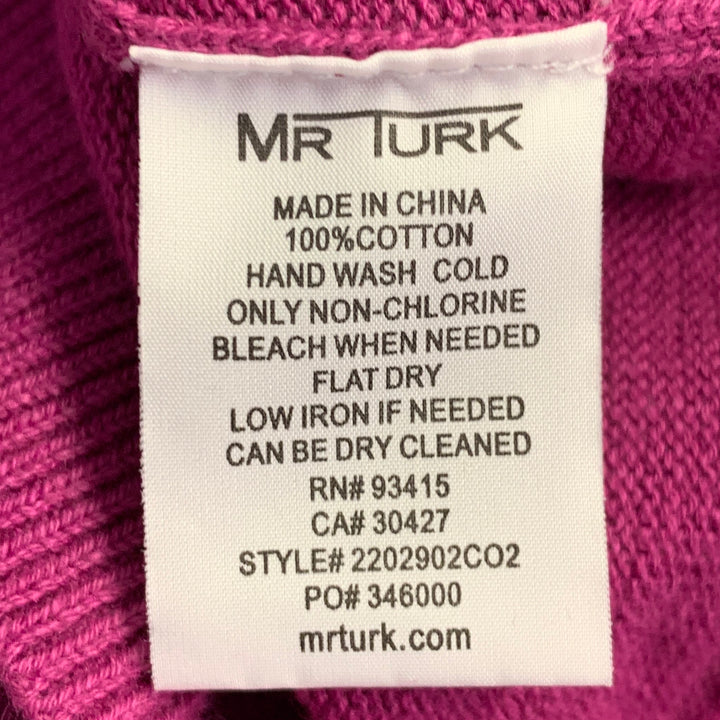 MR TURK
MADE IN CHINA
100%COTTON
HAND WASH COLD
ONLY NON-CHLORINE
BLEACH WHEN NEEDED
FLAT DRY
LOW IRON IF NEEDED
CAN BE DRY CLEANED
RN# 93415
CA# 30427
STYLE# 2202902CO2
PO# 346000
mrturk.com